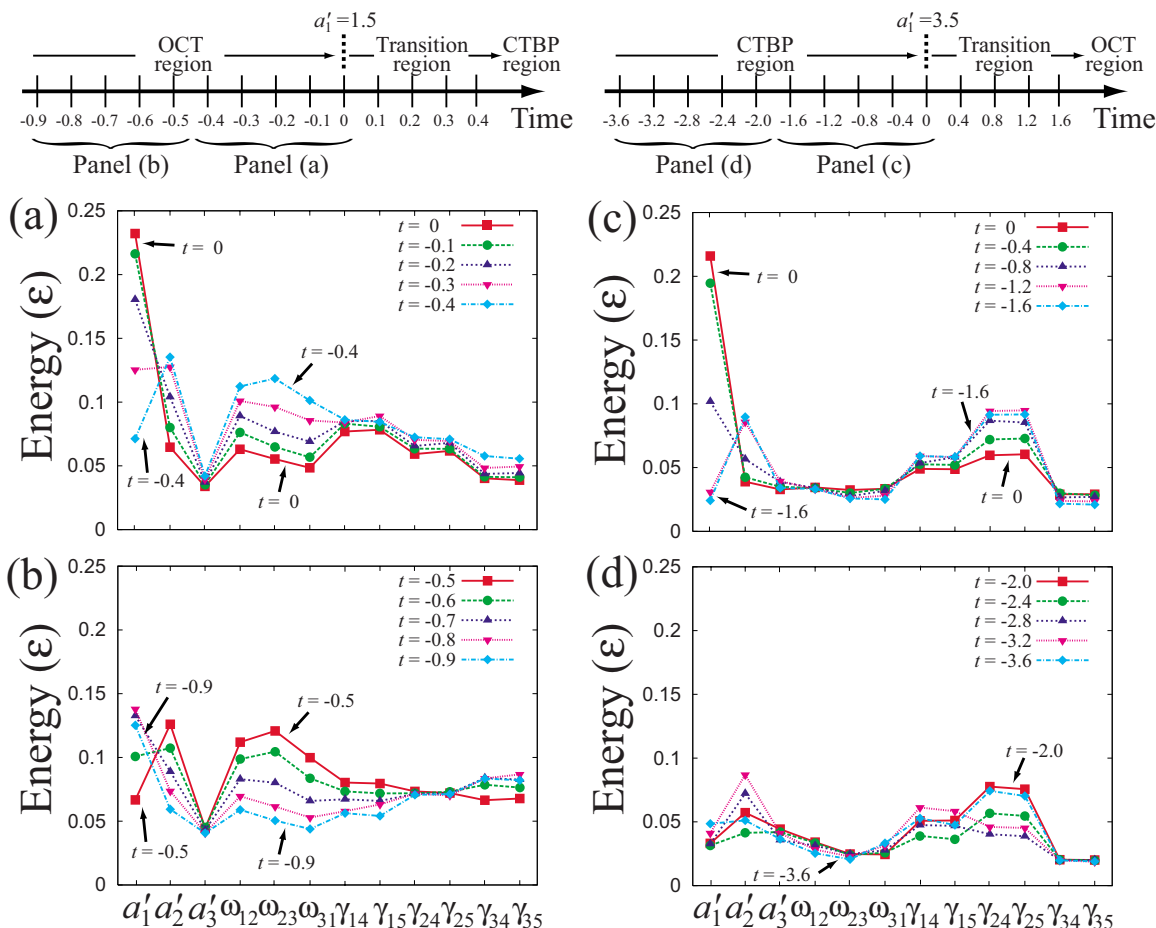 a′1=1.5
OCT region
Transition region
CTBP region
-0.9 -0.8 -0.7 -0.6 -0.5 -0.4 -0.3 -0.2 -0.1 0 0.1 0.2 0.3 0.4
Time
Panel (b)
Panel (a)
a′1=3.5
CTBP region
Transition region
OCT region
-3.6 -3.2 -2.8 -2.4 -2.0 -1.6 -1.2 -0.8 -0.4 0 0.4 0.8 1.2 1.6
Time
Panel (d)
Panel (c)
(a)
Energy (ε)
0.25
0.2
0.15
0.1
0.05
0
t = 0
t = -0.1
t = -0.2
t = -0.3
t = -0.4
t = 0
t = -0.4
t = -0.4
t = 0
(b)
Energy (ε)
0.25
0.2
0.15
0.1
0.05
0
t = -0.5
t = -0.6
t = -0.7
t = -0.8
t = -0.9
t = -0.9
t = -0.5
t = -0.5
t = -0.9
a′1 a′2 a′3 ω12 ω23 ω31 γ14 γ15 γ24 γ25 γ34 γ35
(c)
Energy (ε)
0.25
0.2
0.15
0.1
0.05
0
t = 0
t = -0.4
t = -0.8
t = -1.2
t = -1.6
t = 0
t = -1.6
t = -1.6
t = 0
(d)
Energy (ε)
0.25
0.2
0.15
0.1
0.05
0
t = -2.0
t = -2.4
t = -2.8
t = -3.2
t = -3.6
t = -2.0
t = -3.6
a′1 a′2 a′3 ω12 ω23 ω31 γ14 γ15 γ24 γ25 γ34 γ35